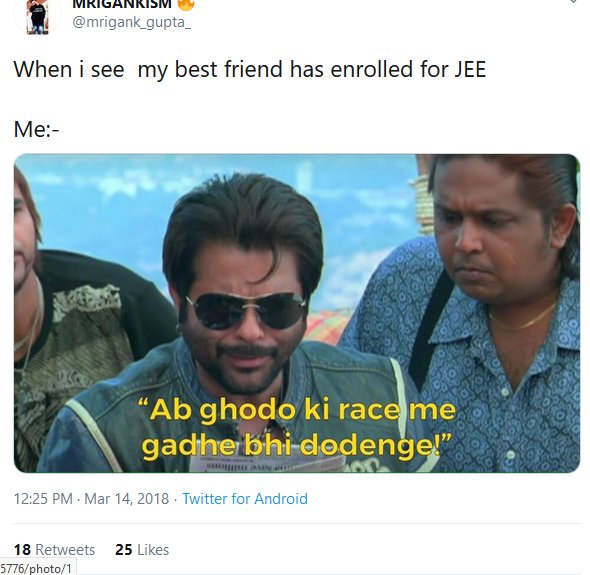 MRIGANKISM
@mrigank_gupta_
When i see my best friend has enrolled for JEE
Me:-
“Ab ghodo ki race me
gadhe bhi dodenge!”
12:25 PM · Mar 14, 2018 · Twitter for Android
18 Retweets 25 Likes
5776/photo/1